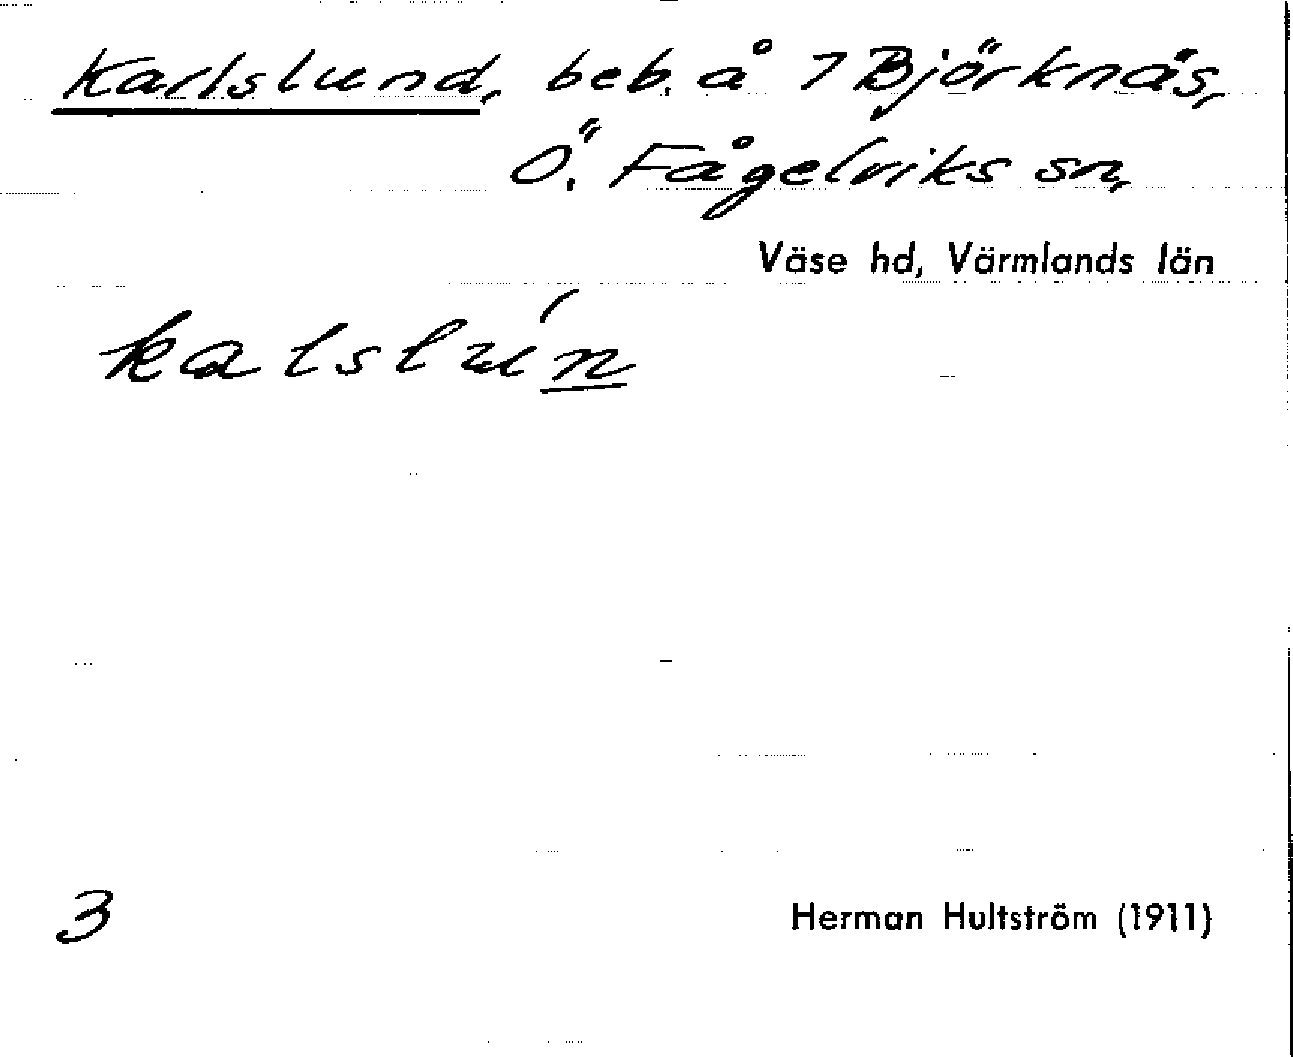 Karlslund, beb. å 7 Björknäs,
Ö. Fågelviks sn,
Väse hd, Värmlands län
kalslún
3
Herman Hultström (1911)